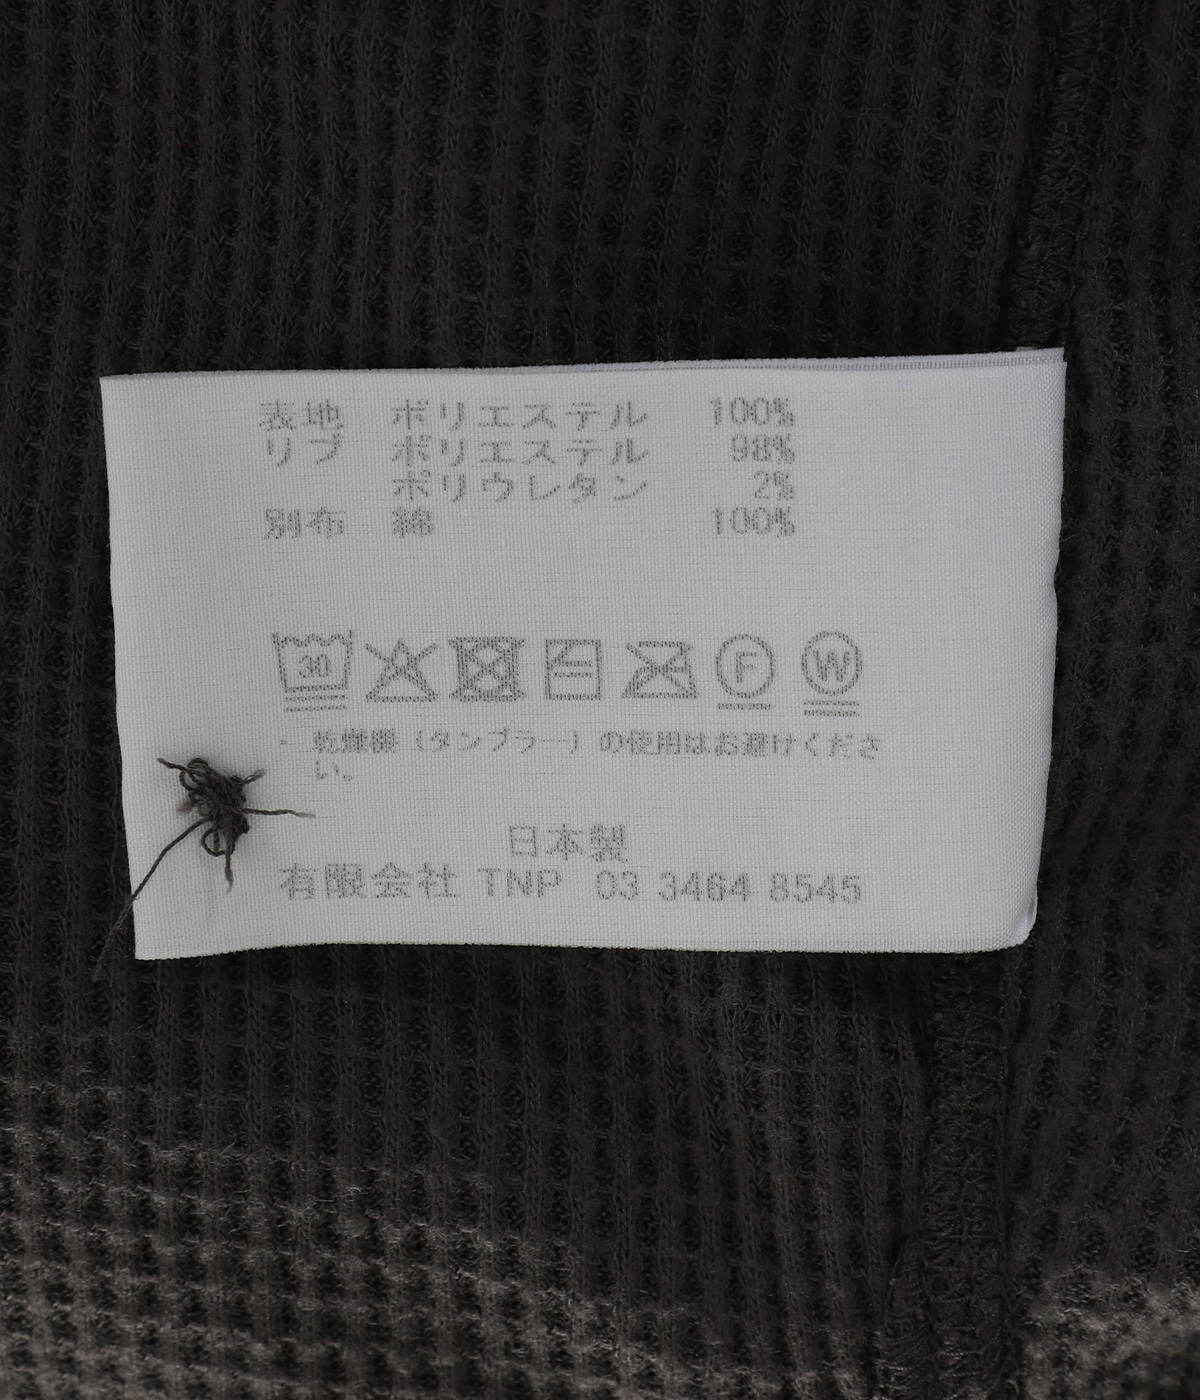 表地 ポリエステル 100%
リブ ポリエステル 98%
ポリウレタン 2%
別布 綿 100%
30 F W
・ 乾燥機（タンブラー）の使用はお避けくださ
い。
日本製
有限会社 TNP 03 3464 8545